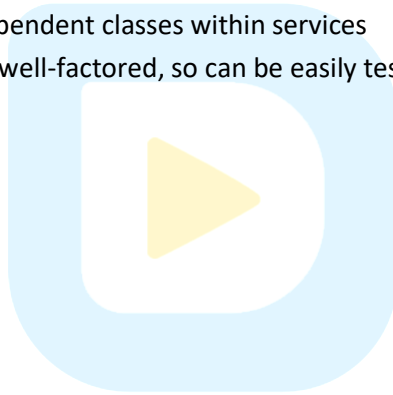 pendent classes within services
well-factored, so can be easily tes